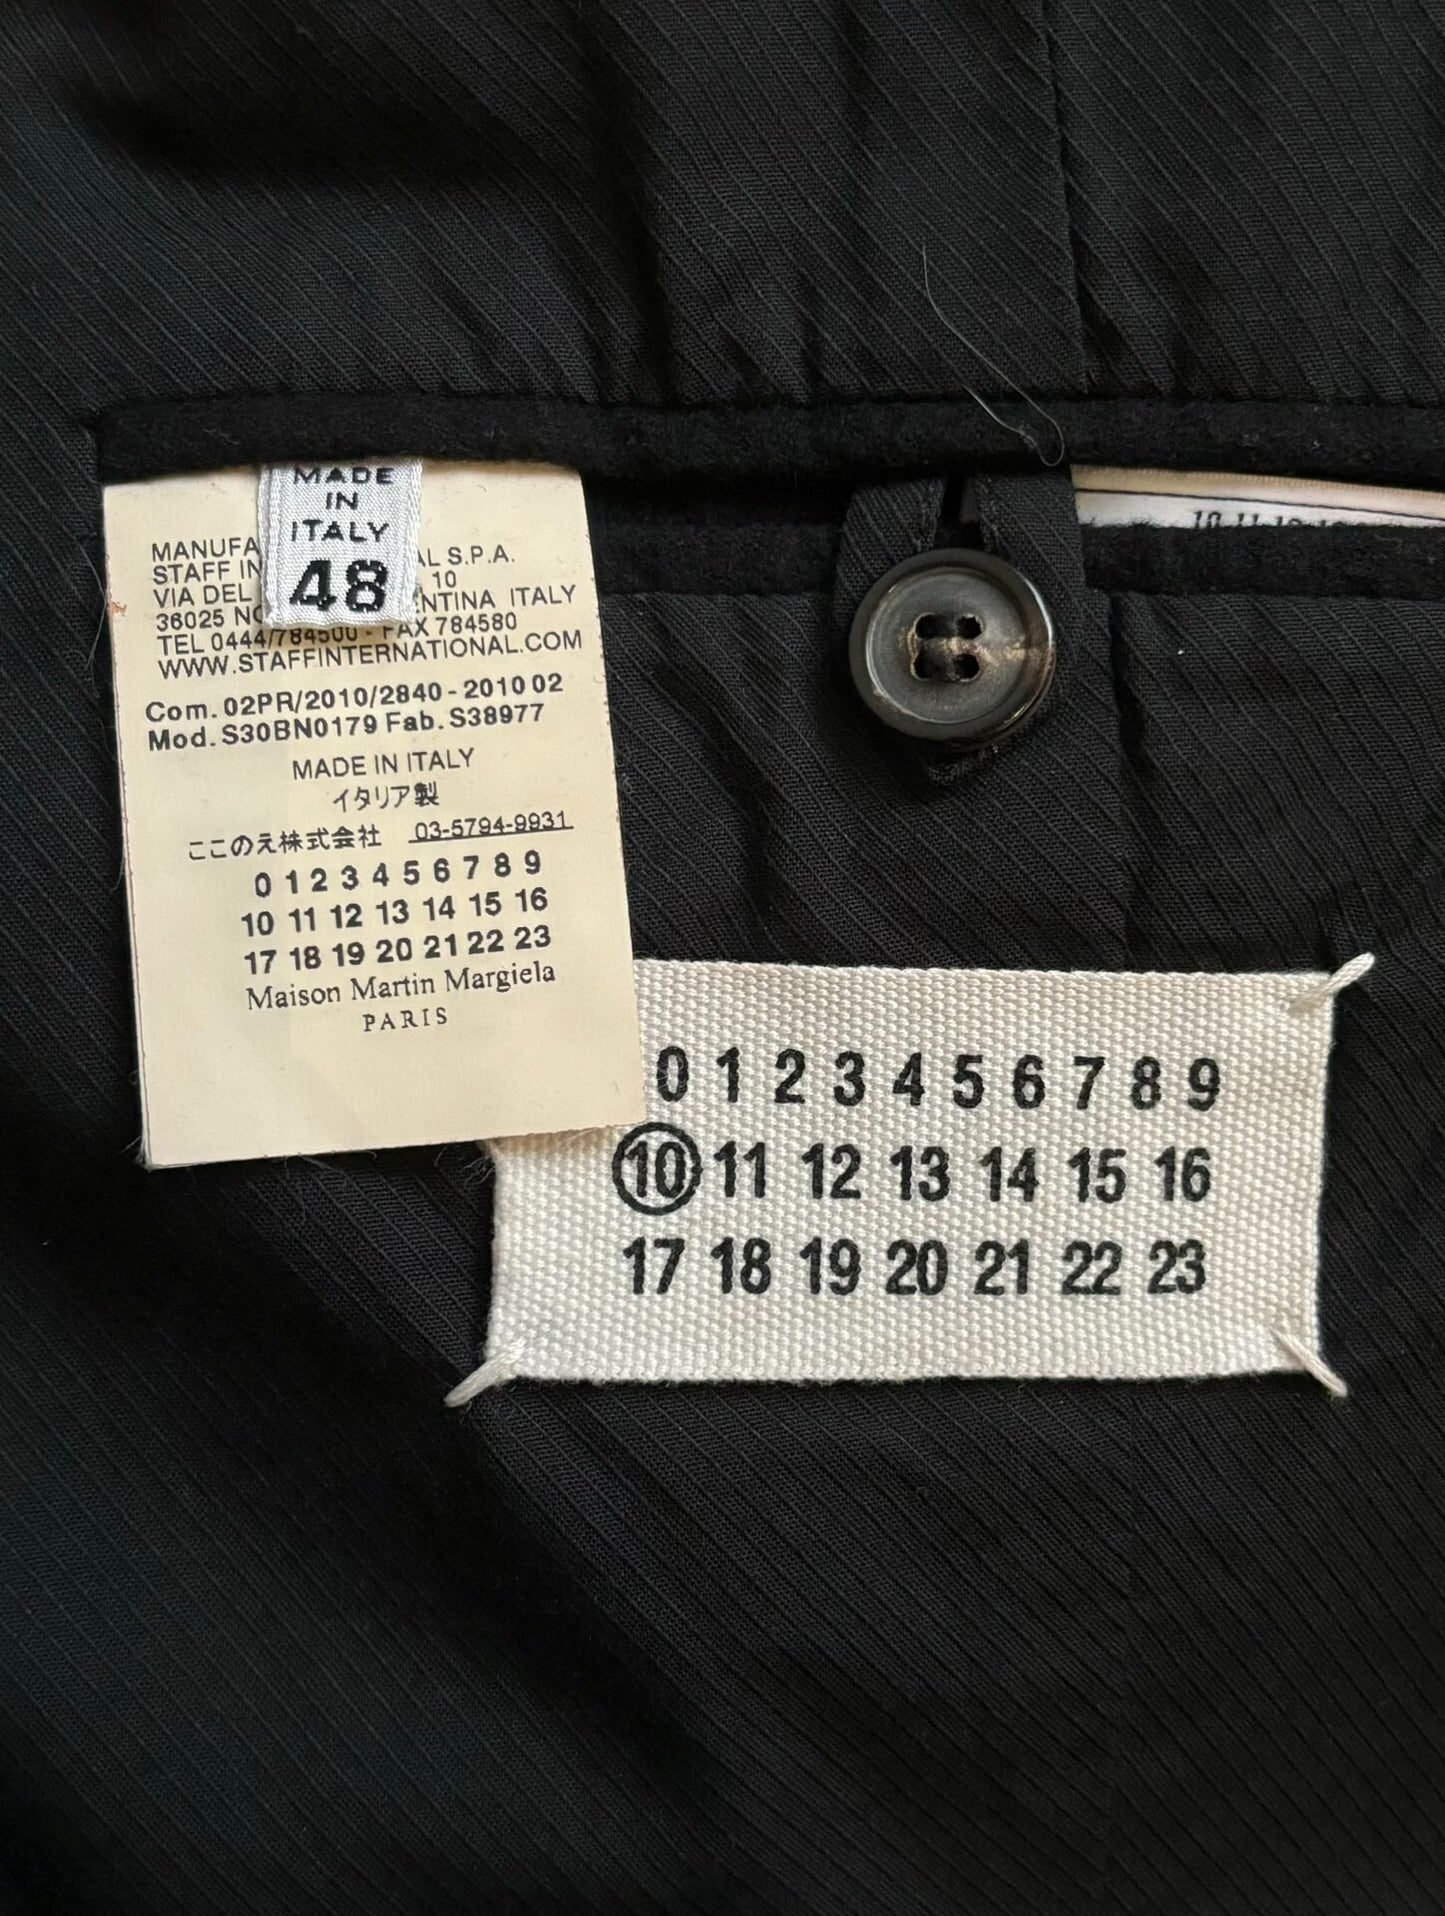 MADE
IN
ITALY
48
S.P.A.
STAFF
VIA DEL 10
36025 ITALY
TEL 0444/784500 - FAX 784580
WWW.STAFFINTERNATIONAL.COM
Com. 02PR/2010/2840 - 2010 02
Mod. S30BN0179 Fab. S38977
MADE IN ITALY
イタリア製
ここのえ株式会社 03-5794-9931
0 1 2 3 4 5 6 7 8 9
10 11 12 13 14 15 16
17 18 19 20 21 22 23
Maison Martin Margiela
PARIS
0 1 2 3 4 5 6 7 8 9
10 11 12 13 14 15 16
17 18 19 20 21 22 23